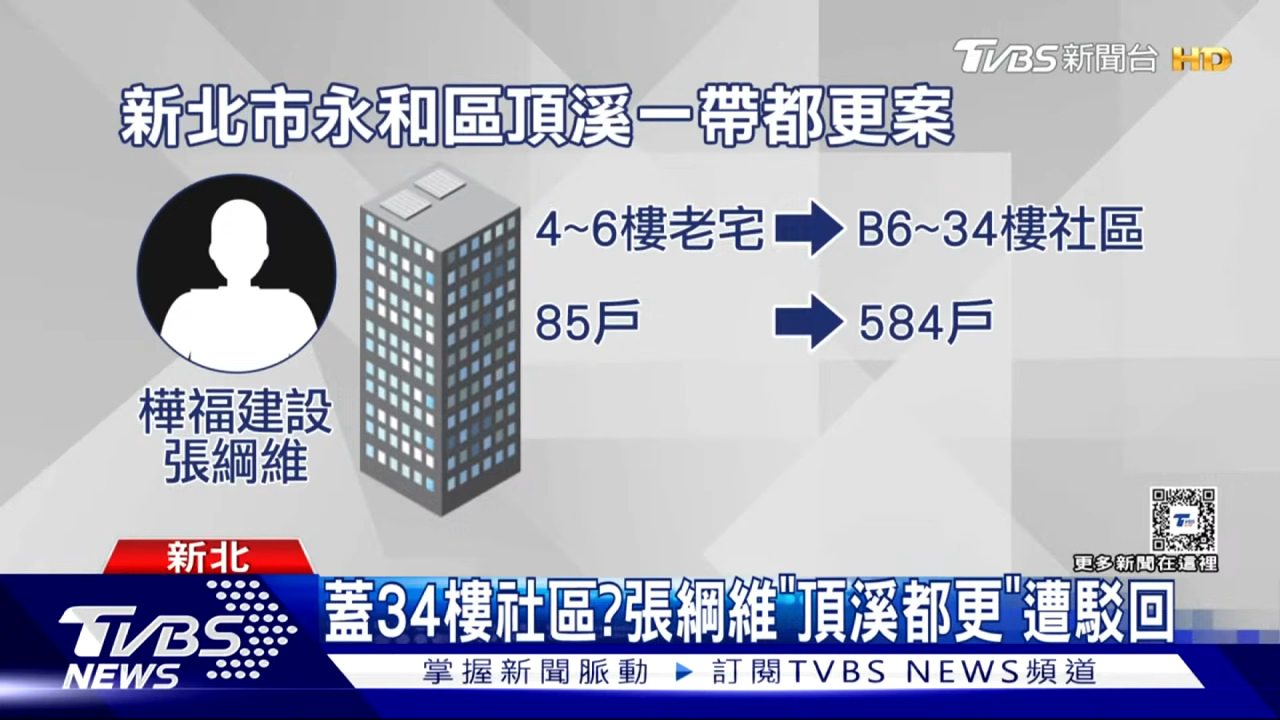 TVBS新聞台 HD
新北市永和區頂溪一帶都更案
4~6樓老宅 B6~34樓社區
85戶 584戶
樺福建設
張綱維
更多新聞在這裡
新北
蓋34樓社區?張綱維"頂溪都更"遭駁回
TVBS
NEWS
掌握新聞脈動 訂閱TVBS NEWS頻道